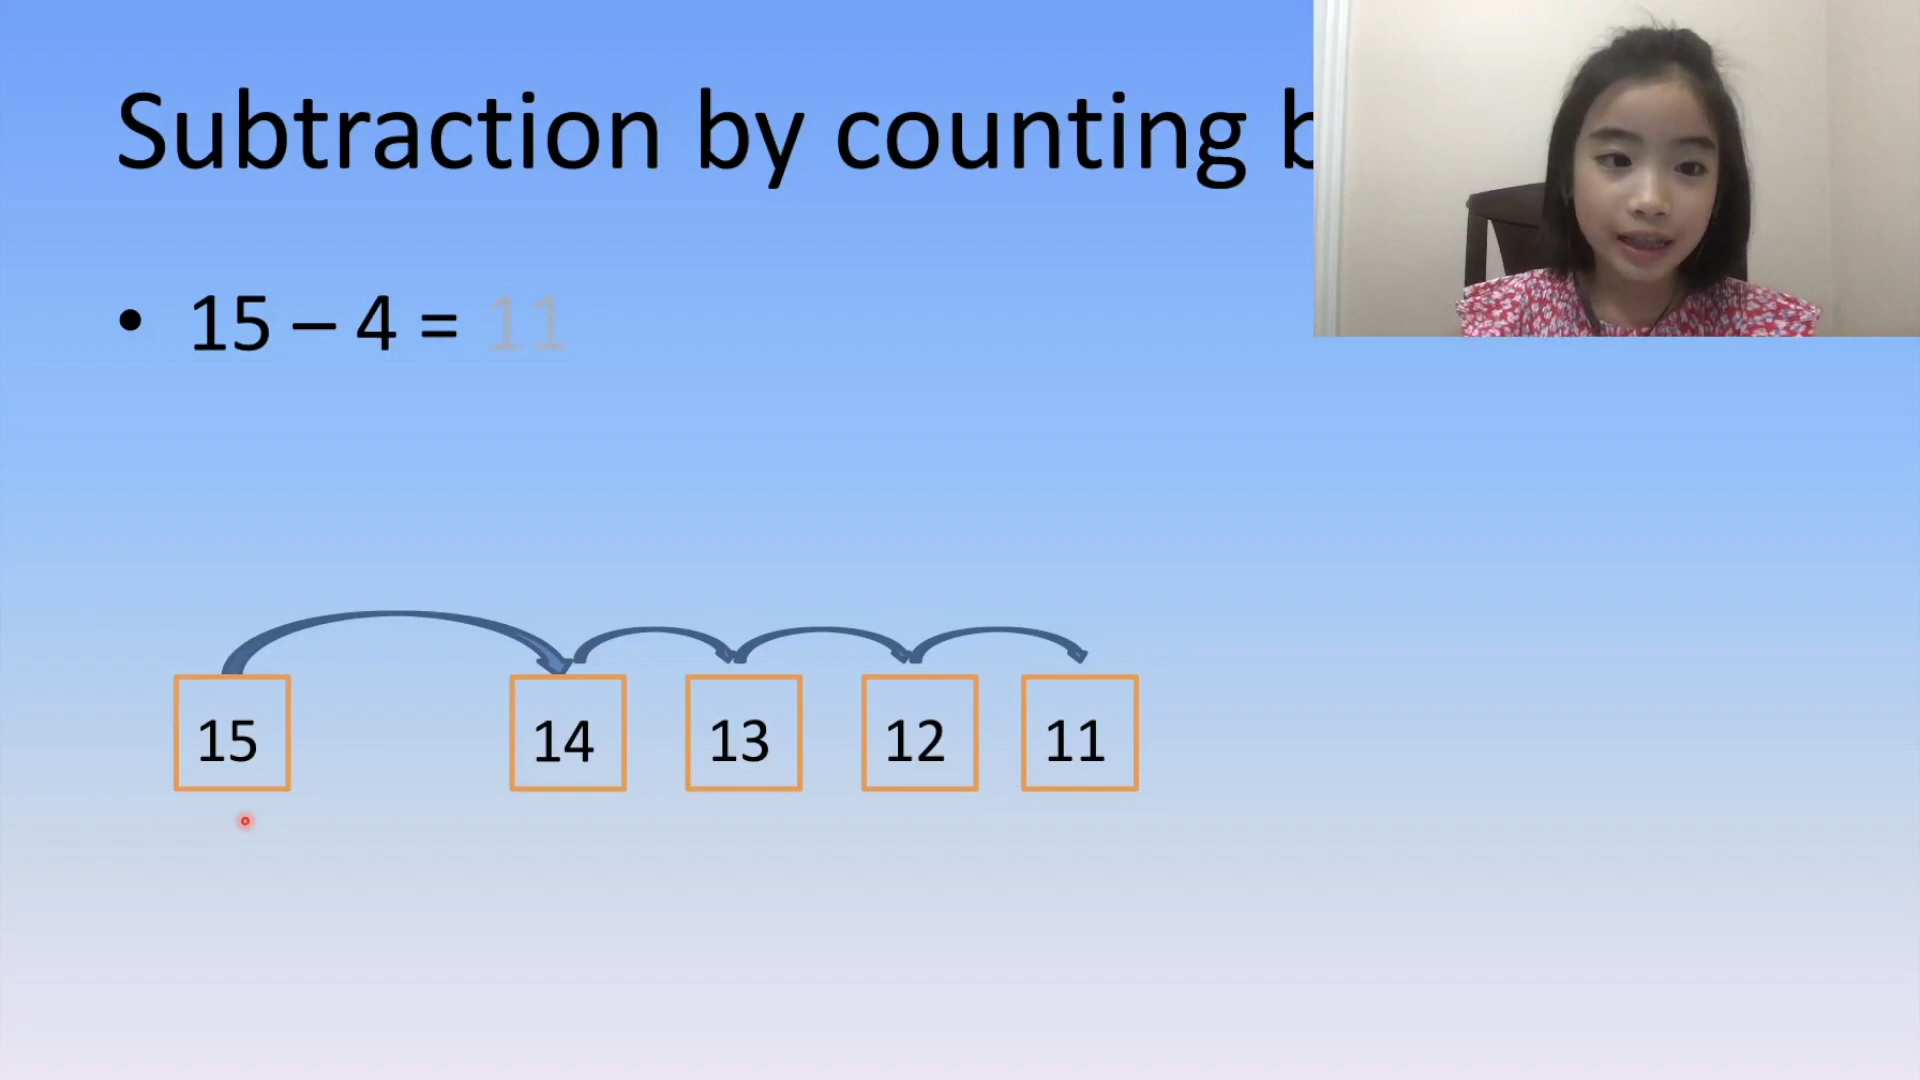 Subtraction by counting
• 15 – 4 = 11
15 14 13 12 11